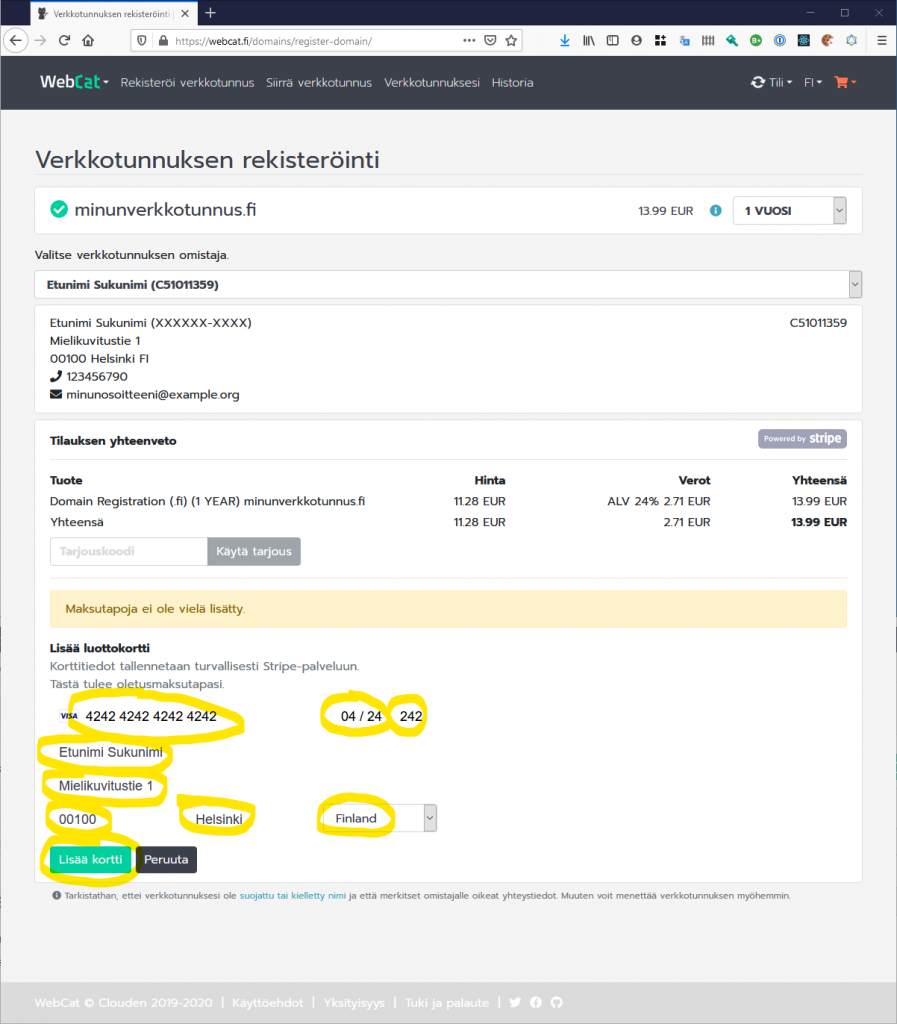 Verkkotunnuksen rekisteröinti |
https://webcat.fi/domains/register-domain/
WebCat Rekisteröi verkkotunnus Siirrä verkkotunnus Verkkotunnuksesi Historia Tili FI
Verkkotunnuksen rekisteröinti
minunverkkotunnus.fi 13.99 EUR 1 VUOSI
Valitse verkkotunnuksen omistaja.
Etunimi Sukunimi (C51011359)
Etunimi Sukunimi (XXXXXX-XXXX) C51011359
Mielikuvitustie 1
00100 Helsinki FI
123456790
minunosoitteeni@example.org
Tilauksen yhteenveto Powered by stripe
Tuote Hinta Verot Yhteensä
Domain Registration (.fi) (1 YEAR) minunverkkotunnus.fi 11.28 EUR ALV 24% 2.71 EUR 13.99 EUR
Yhteensä 11.28 EUR 2.71 EUR 13.99 EUR
Tarjouskoodi Käytä tarjous
Maksutapoja ei ole vielä lisätty.
Lisää luottokortti
Korttitiedot tallennetaan turvallisesti Stripe-palveluun.
Tästä tulee oletusmaksutapasi.
VISA 4242 4242 4242 4242 04 / 24 242
Etunimi Sukunimi
Mielikuvitustie 1
00100 Helsinki Finland
Lisää kortti Peruuta
Tarkistathan, ettei verkkotunnuksesi ole suojattu tai kielletty nimi ja että merkitset omistajalle oikeat yhteystiedot. Muuten voit menettää verkkotunnuksen myöhemmin.
WebCat © Clouden 2019-2020 | Käyttöehdot | Yksityisyys | Tuki ja palaute |